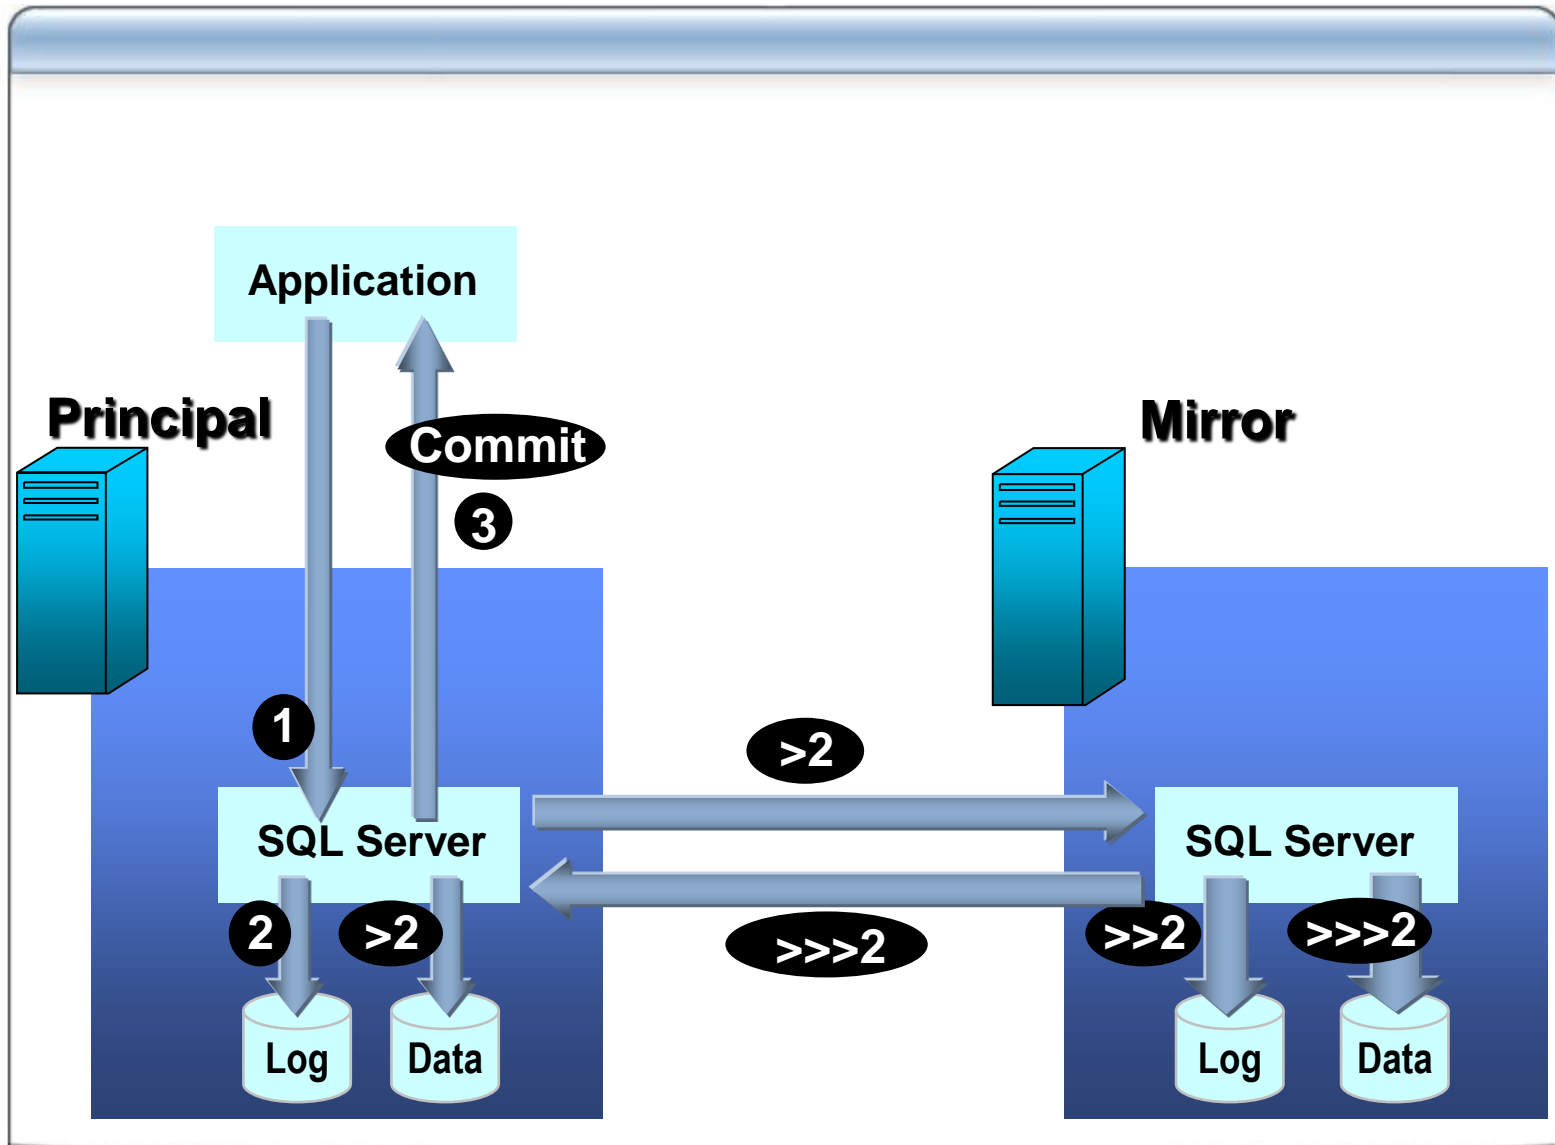 Application
Principal
Mirror
Commit
3
1
>2
SQL Server
SQL Server
2
>2
>>>2
>>2
>>>2
Log
Data
Log
Data